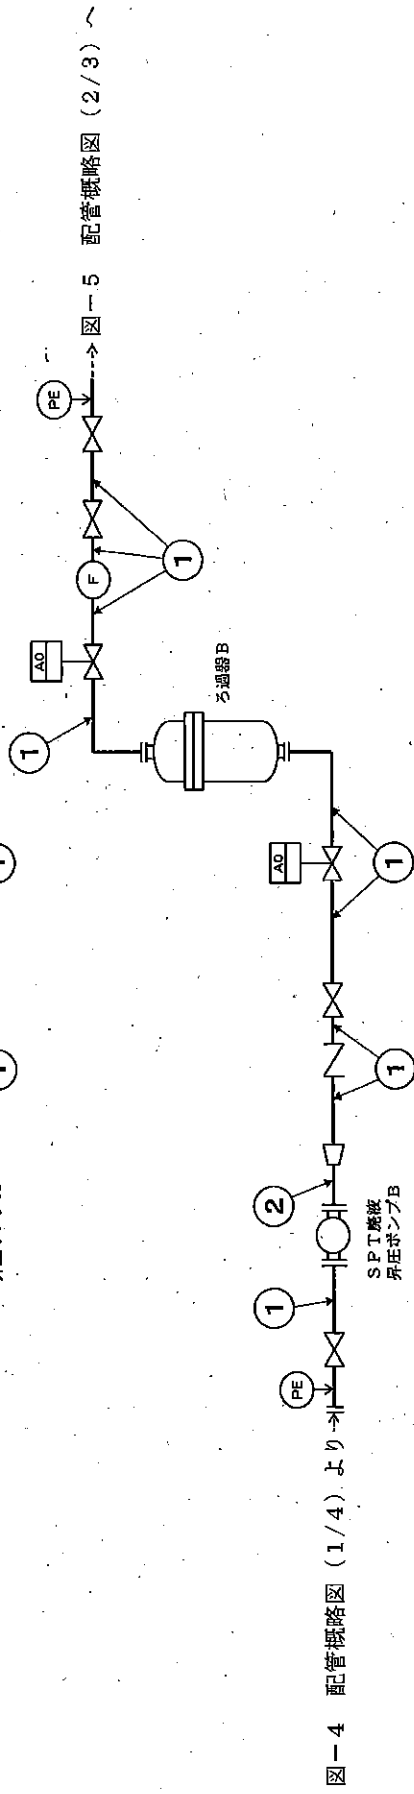 図-5 配管概略図 (2/3) へ
PE
F
AO
1
1
ろ過器B
AO
1
1
2
1
SPT廃液
昇圧ポンプB
PE
図-4 配管概略図 (1/4) より